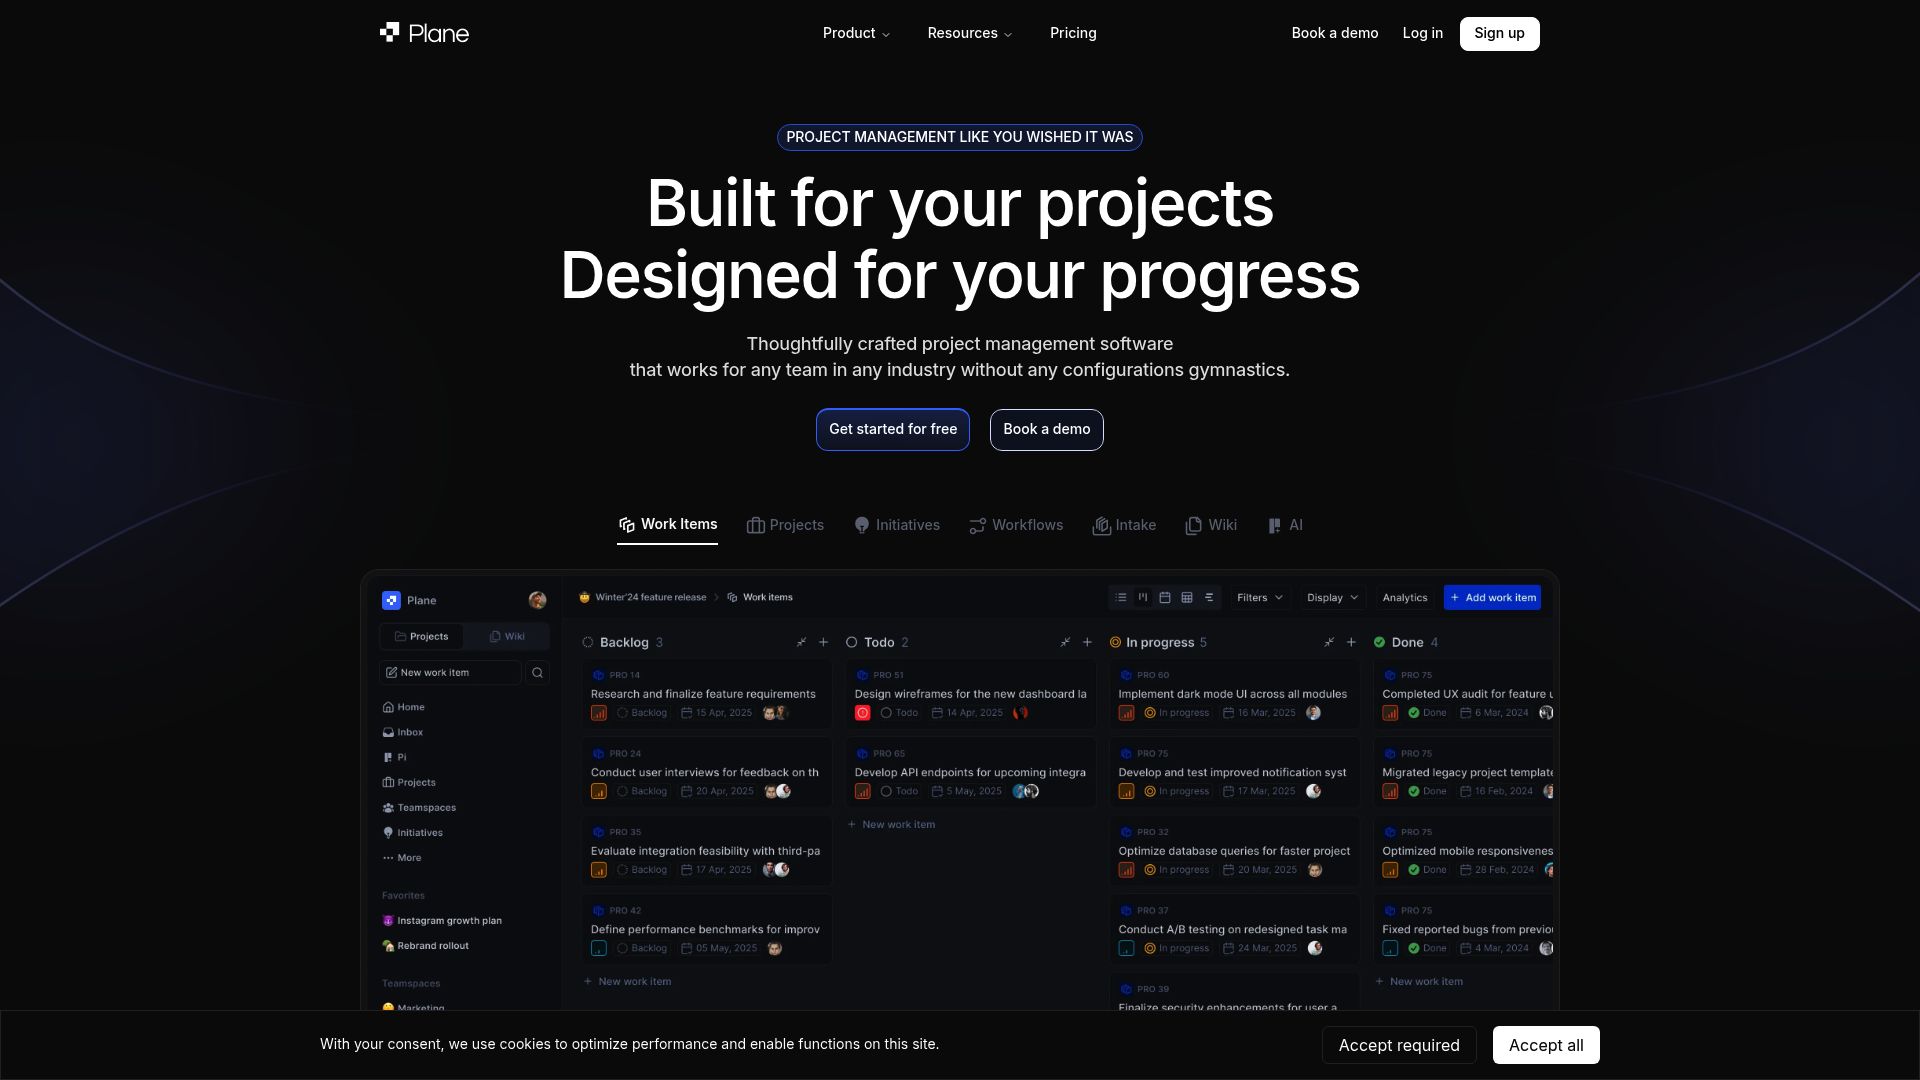 Plane
Product
Resources
Pricing
Book a demo
Log in
Sign up
PROJECT MANAGEMENT LIKE YOU WISHED IT WAS
Built for your projects
Designed for your progress
Thoughtfully crafted project management software
that works for any team in any industry without any configurations gymnastics.
Get started for free
Book a demo
Work Items
Projects
Initiatives
Workflows
Intake
Wiki
AI
Plane
Projects
Wiki
New work item
Home
Inbox
Pi
Projects
Teamspaces
Initiatives
More
Favorites
Instagram growth plan
Rebrand rollout
Teamspaces
Marketing
Winter'24 feature release
Work items
Filters
Display
Analytics
+ Add work item
Backlog 3
PRO 14
Research and finalize feature requirements
Backlog 15 Apr, 2025
PRO 24
Conduct user interviews for feedback on th
Backlog 20 Apr, 2025
PRO 35
Evaluate integration feasibility with third-pa
Backlog 17 Apr, 2025
PRO 42
Define performance benchmarks for improv
Backlog 05 May, 2025
+ New work item
Todo 2
PRO 51
Design wireframes for the new dashboard la
Todo 14 Apr, 2025
PRO 65
Develop API endpoints for upcoming integra
Todo 5 May, 2025
+ New work item
In progress 5
PRO 60
Implement dark mode UI across all modules
In progress 16 Mar, 2025
PRO 75
Develop and test improved notification syst
In progress 17 Mar, 2025
PRO 32
Optimize database queries for faster project
In progress 20 Mar, 2025
PRO 37
Conduct A/B testing on redesigned task ma
In progress 24 Mar, 2025
PRO 39
Finalize security enhancements for user a
Done 4
PRO 75
Completed UX audit for feature u
Done 6 Mar, 2024
PRO 75
Migrated legacy project template
Done 16 Feb, 2024
PRO 75
Optimized mobile responsivenes
Done 28 Feb, 2024
PRO 75
Fixed reported bugs from previou
Done 4 Mar, 2024
+ New work item
With your consent, we use cookies to optimize performance and enable functions on this site.
Accept required
Accept all